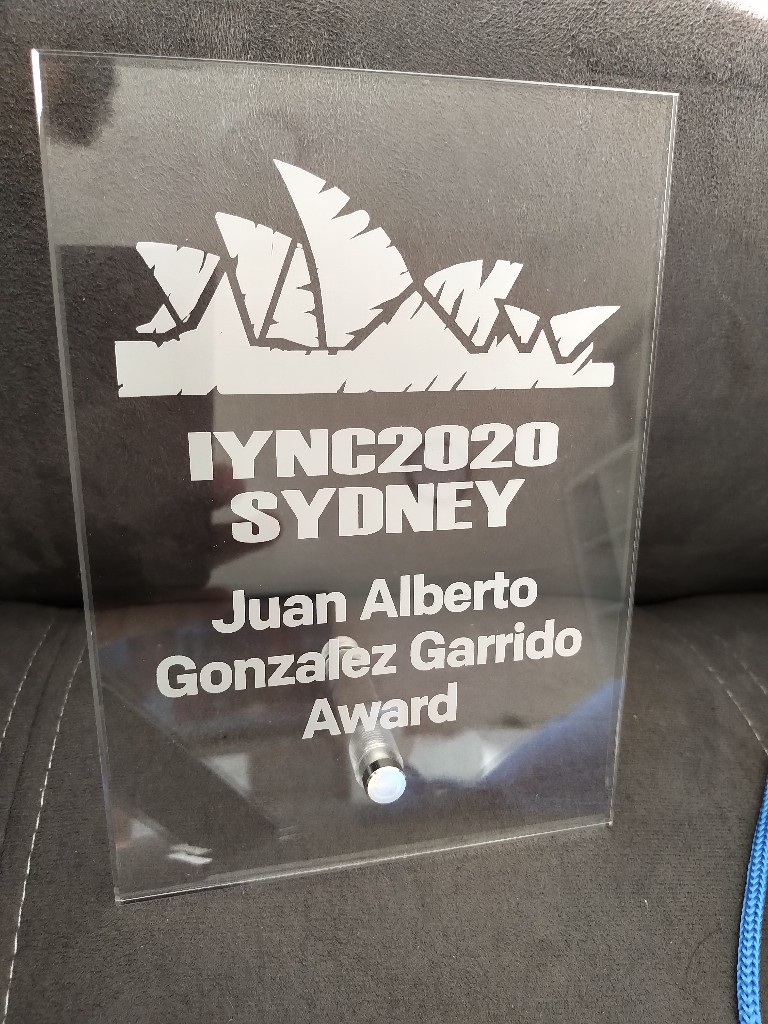 IYNC2020
SYDNEY
Juan Alberto
Gonzalez Garrido
Award